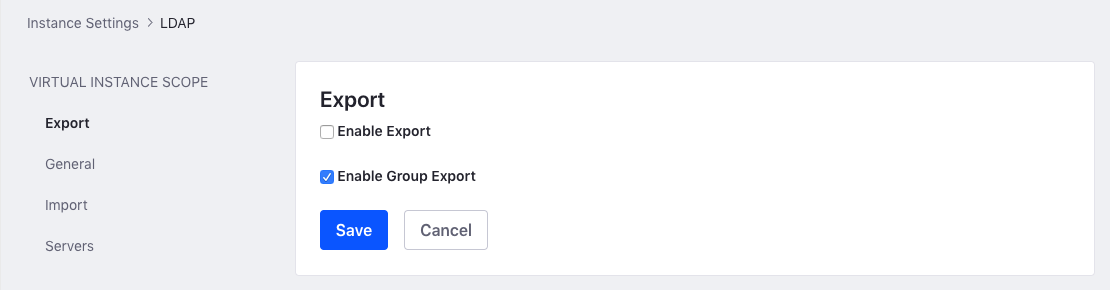 Instance Settings > LDAP
VIRTUAL INSTANCE SCOPE
Export
General
Import
Servers
Export
Enable Export
Enable Group Export
Save Cancel